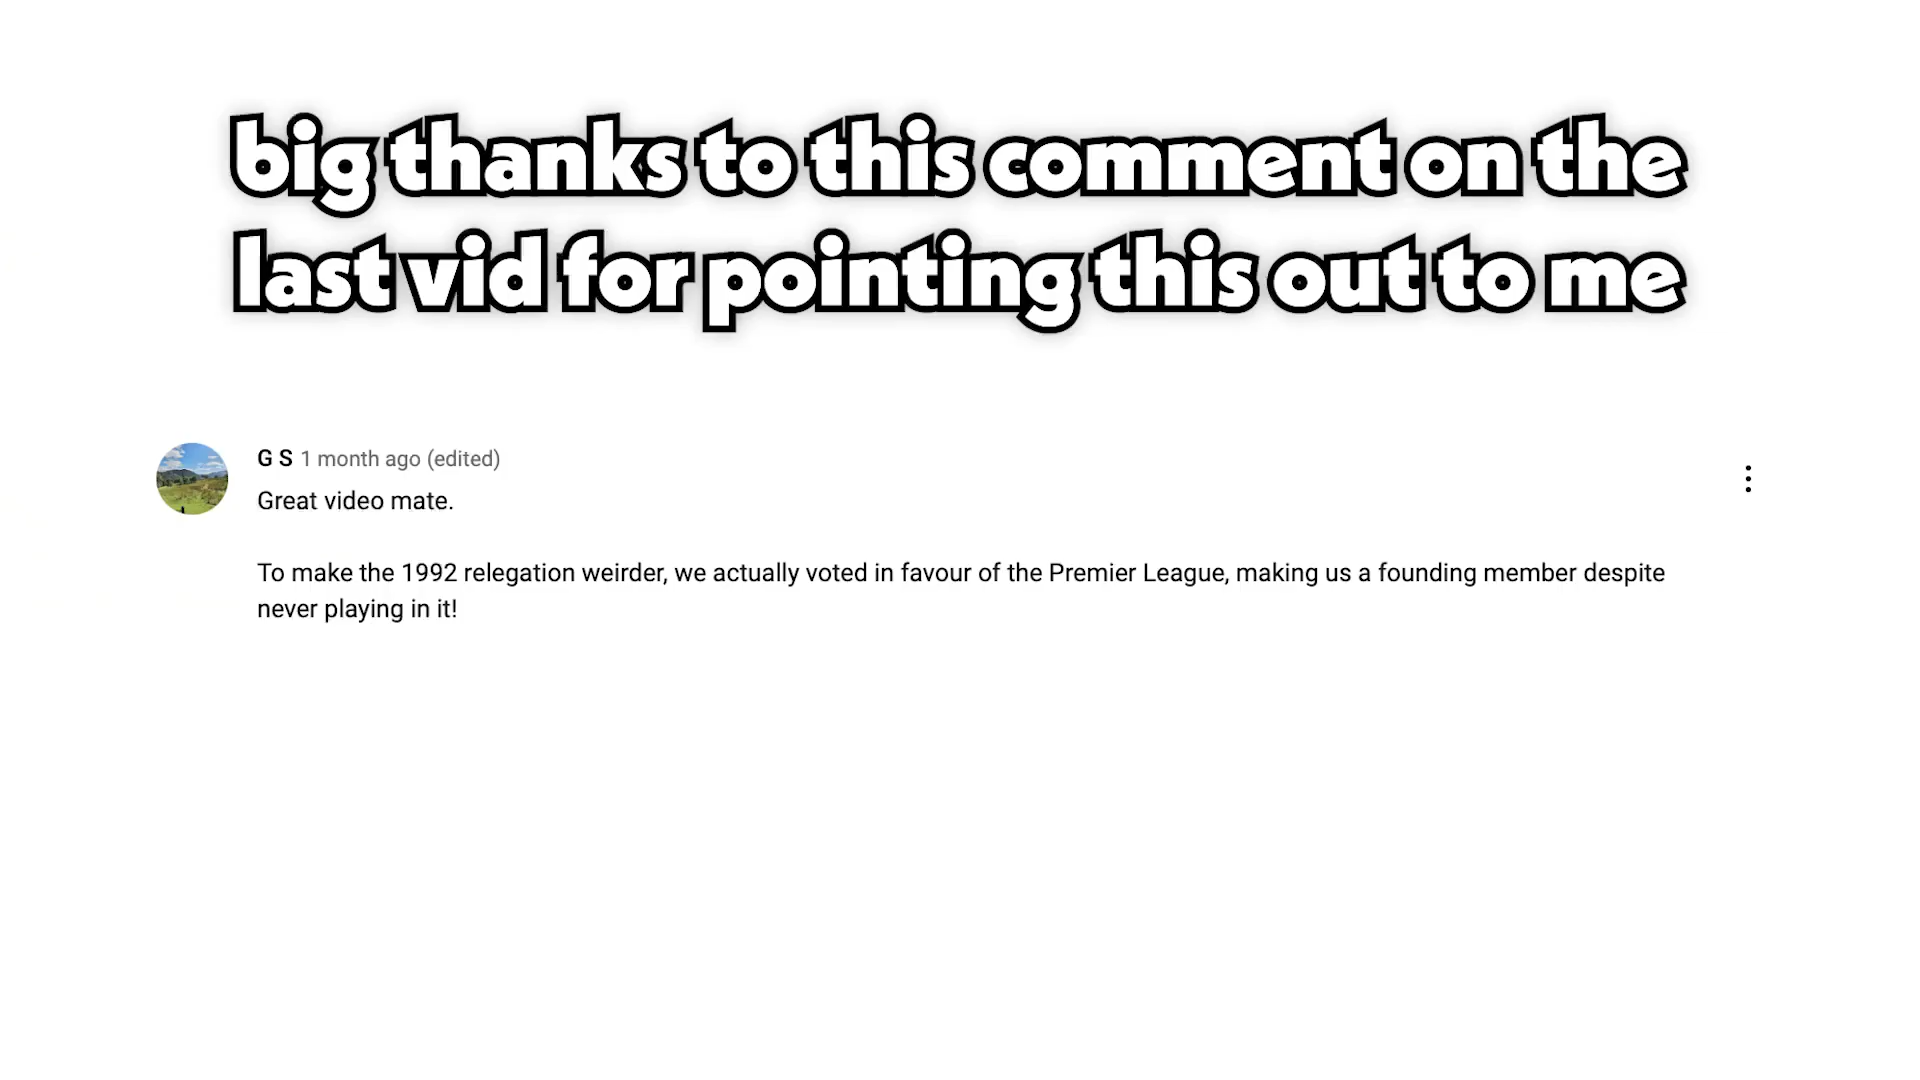 big thanks to this comment on the
last vid for pointing this out to me
G S 1 month ago (edited)
Great video mate.
To make the 1992 relegation weirder, we actually voted in favour of the Premier League, making us a founding member despite
never playing in it!